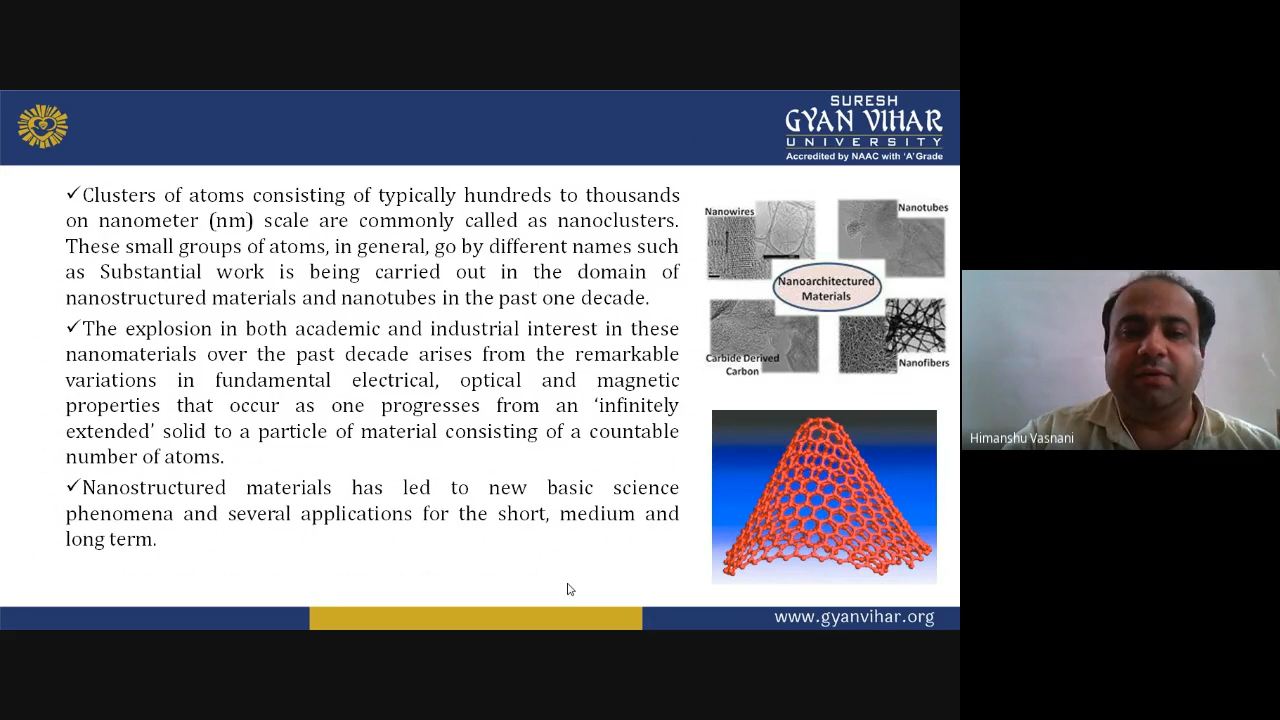 SURESH
GYAN VIHAR
UNIVERSITY
Accredited by NAAC with 'A' Grade
✓Clusters of atoms consisting of typically hundreds to thousands
on nanometer (nm) scale are commonly called as nanoclusters.
These small groups of atoms, in general, go by different names such
as Substantial work is being carried out in the domain of
nanostructured materials and nanotubes in the past one decade.
✓The explosion in both academic and industrial interest in these
nanomaterials over the past decade arises from the remarkable
variations in fundamental electrical, optical and magnetic
properties that occur as one progresses from an ‘infinitely
extended’ solid to a particle of material consisting of a countable
number of atoms.
✓Nanostructured materials has led to new basic science
phenomena and several applications for the short, medium and
long term.
Nanowires
Nanotubes
Nanoarchitectured
Materials
Carbide Derived
Carbon
Nanofibers
Himanshu Vasnani
www.gyanvihar.org